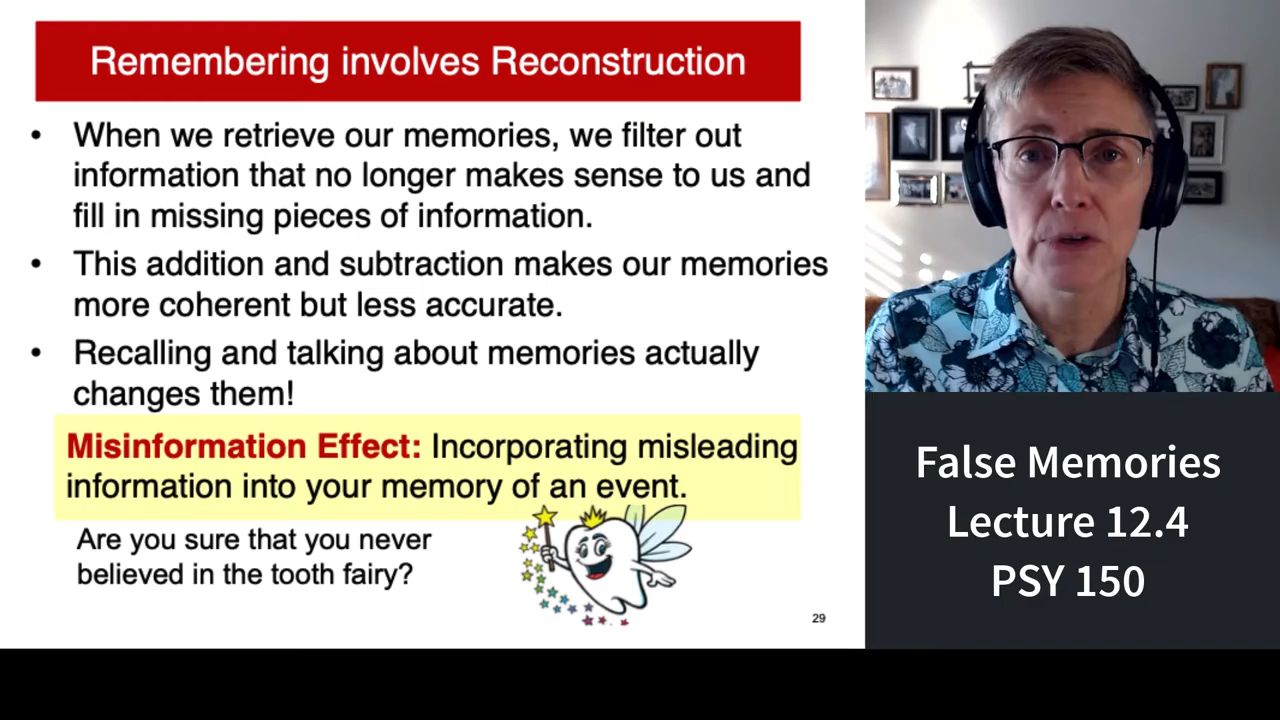 Remembering involves Reconstruction
• When we retrieve our memories, we filter out
information that no longer makes sense to us and
fill in missing pieces of information.
• This addition and subtraction makes our memories
more coherent but less accurate.
• Recalling and talking about memories actually
changes them!
Misinformation Effect: Incorporating misleading
information into your memory of an event.
Are you sure that you never
believed in the tooth fairy?
29
False Memories
Lecture 12.4
PSY 150